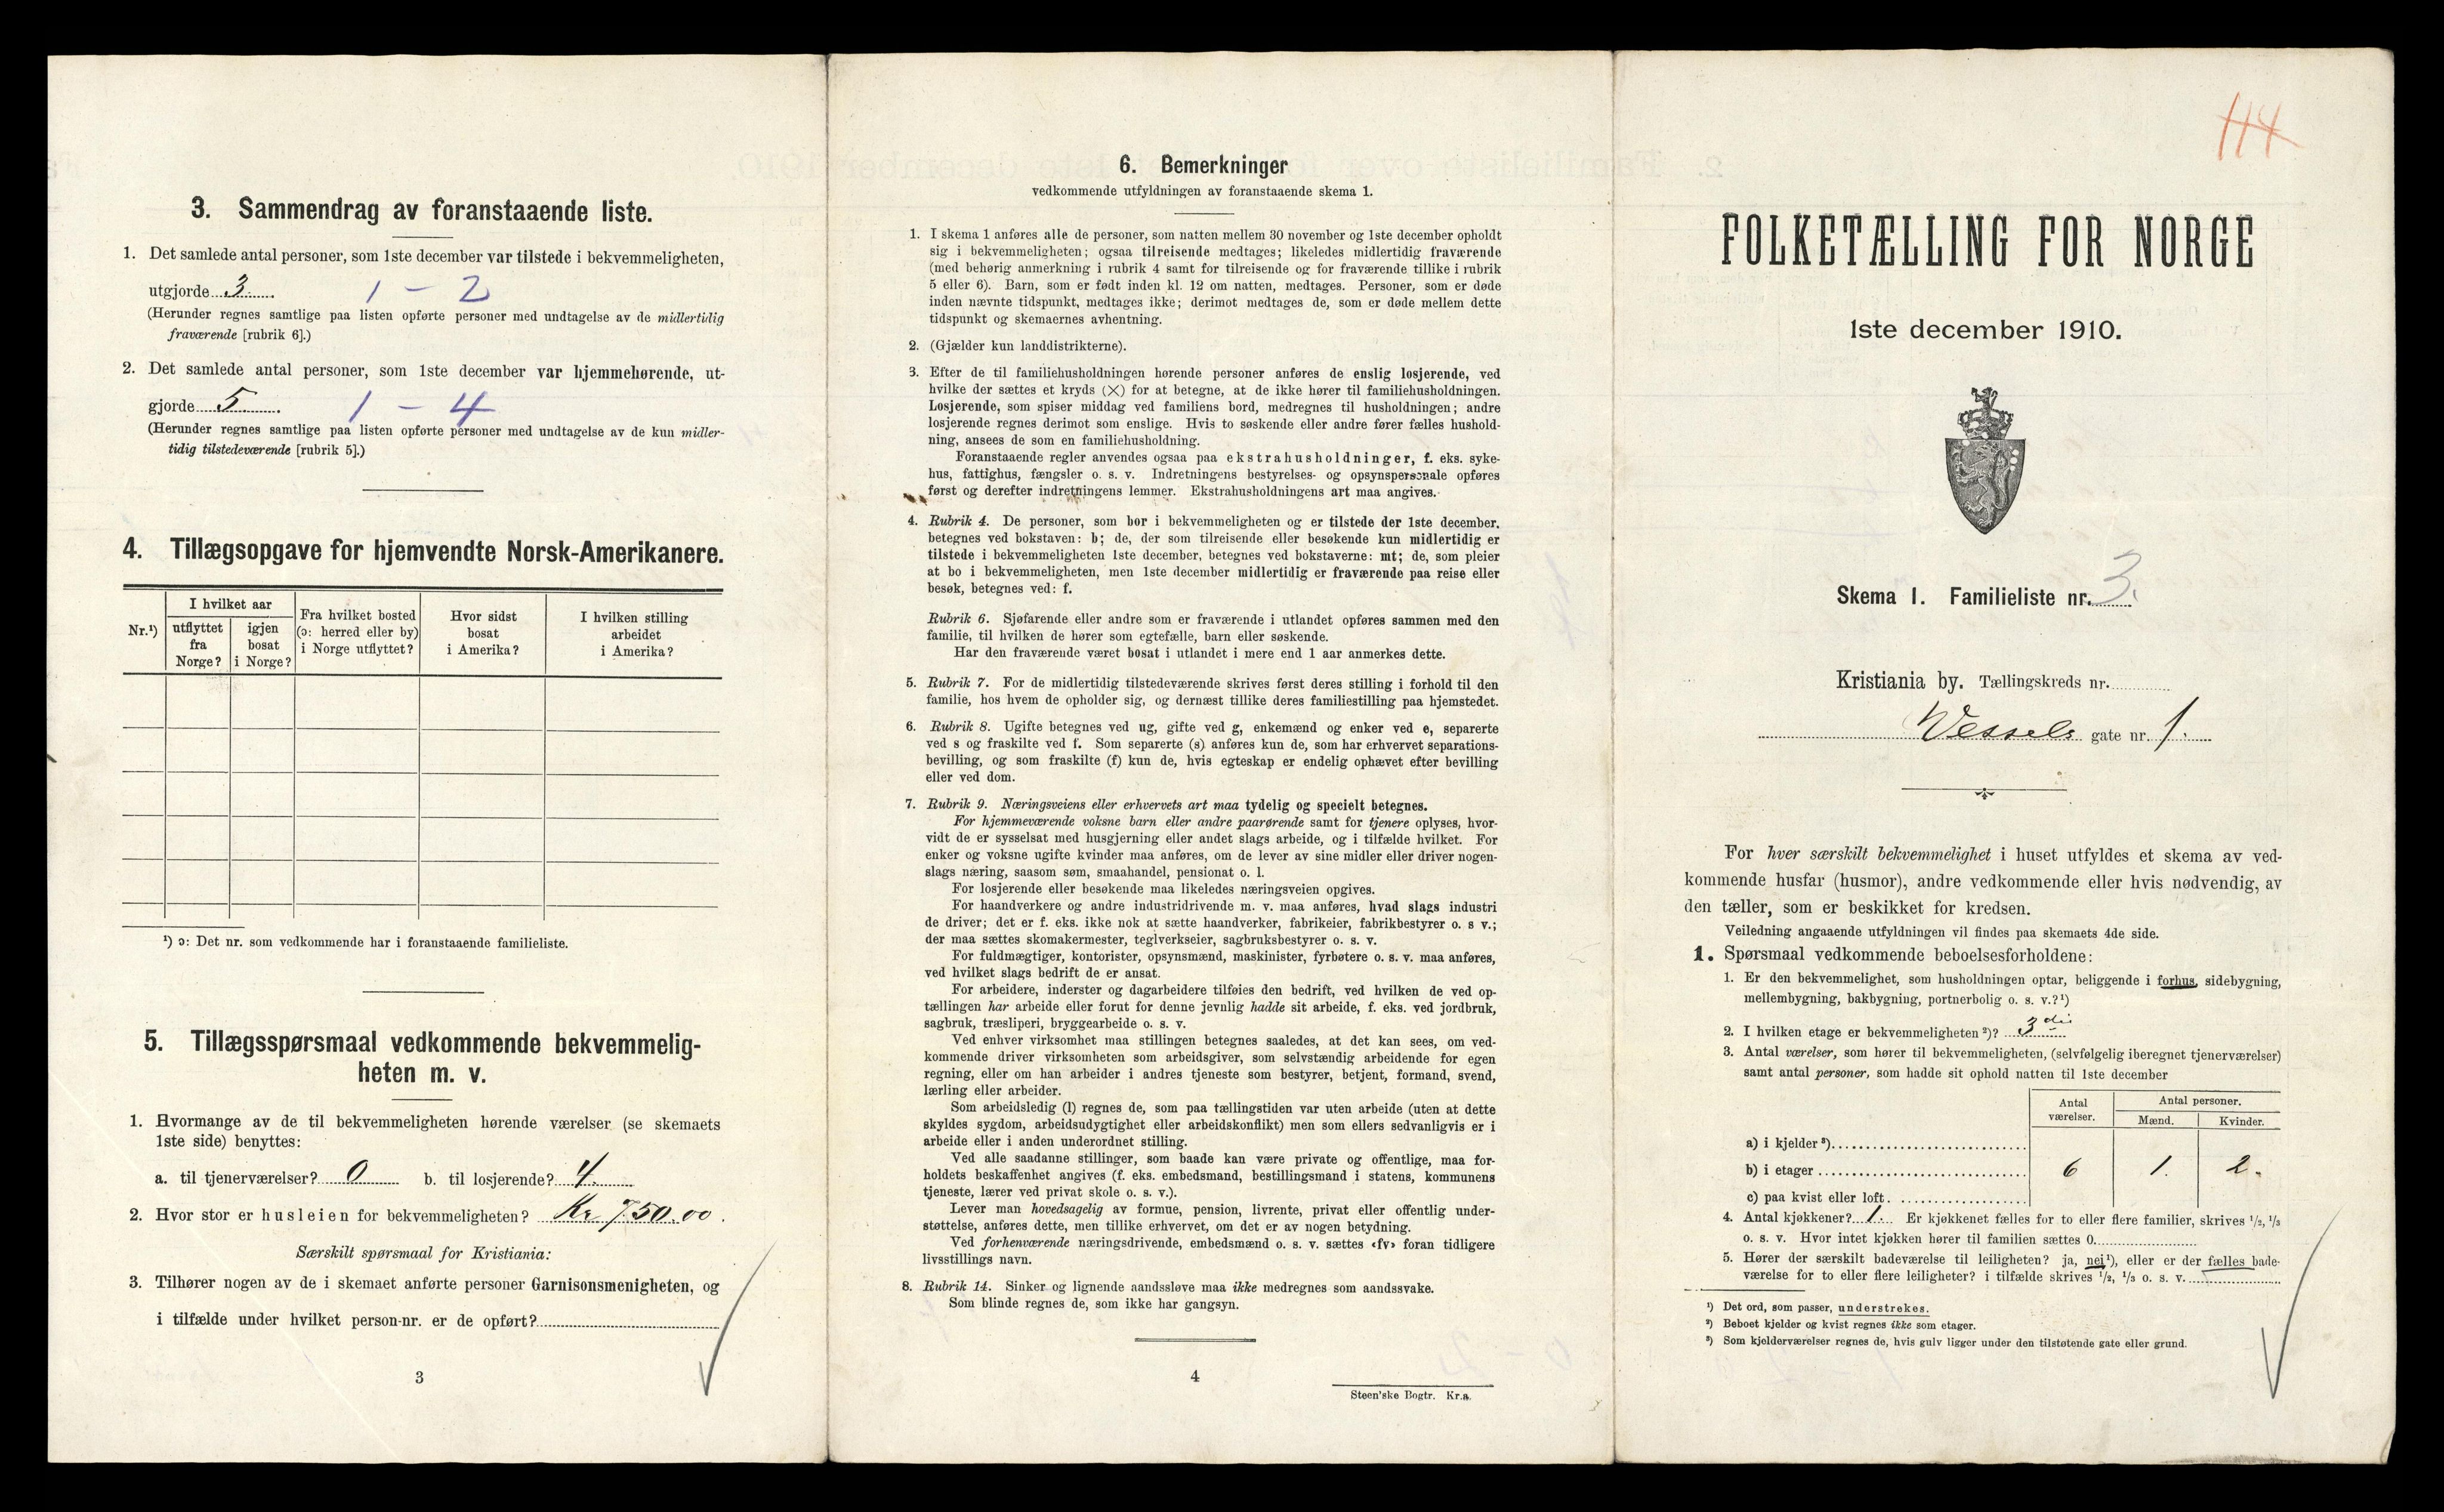 3. Sammendrag av foranstaaende liste.
1. Det samlede antal personer, som 1ste december var tilstede i bekvemmeligheten,
utgjorde 3. 1 – 2
(Herunder regnes samtlige paa listen opførte personer med undtagelse av de midlertidig
fraværende [rubrik 6].)
2. Det samlede antal personer, som 1ste december var hjemmehørende, ut-
gjorde 5. 1 – 4
(Herunder regnes samtlige paa listen opførte personer med undtagelse av de kun midler-
tidig tilstedeværende [rubrik 5].)
4. Tillægsopgave for hjemvendte Norsk-Amerikanere.
Nr.¹)
I hvilket aar
utflyttet
fra
Norge?
igjen
bosat
i Norge?
Fra hvilket bosted
(ɔ: herred eller by)
i Norge utflyttet?
Hvor sidst
bosat
i Amerika?
I hvilken stilling
arbeidet
i Amerika?
¹) ɔ: Det nr. som vedkommende har i foranstaaende familieliste.
5. Tillægsspørsmaal vedkommende bekvemmelig-
heten m. v.
1. Hvormange av de til bekvemmeligheten hørende værelser (se skemaets
1ste side) benyttes:
a. til tjenerværelser? 0 b. til losjerende? 4.
2. Hvor stor er husleien for bekvemmeligheten? Kr 750.00.
Særskilt spørsmaal for Kristiania:
3. Tilhører nogen av de i skemaet anførte personer Garnisonsmenigheten, og
i tilfælde under hvilket person-nr. er de opført?
3
6. Bemerkninger
vedkommende utfyldningen av foranstaaende skema 1.
1. I skema 1 anføres alle de personer, som natten mellem 30 november og 1ste december opholdt
sig i bekvemmeligheten; ogsaa tilreisende medtages; likeledes midlertidig fraværende
(med behørig anmerkning i rubrik 4 samt for tilreisende og for fraværende tillike i rubrik
5 eller 6). Barn, som er født inden kl. 12 om natten, medtages. Personer, som er døde
inden nævnte tidspunkt, medtages ikke; derimot medtages de, som er døde mellem dette
tidspunkt og skemaernes avhentning.
2. (Gjælder kun landdistrikterne).
3. Efter de til familiehusholdningen hørende personer anføres de enslig losjerende, ved
hvilke der sættes et kryds (×) for at betegne, at de ikke hører til familiehusholdningen.
Losjerende, som spiser middag ved familiens bord, medregnes til husholdningen; andre
losjerende regnes derimot som enslige. Hvis to søskende eller andre fører fælles hushold-
ning, ansees de som en familiehusholdning.
Foranstaaende regler anvendes ogsaa paa ekstrahusholdninger, f. eks. syke-
hus, fattighus, fængsler o. s. v. Indretningens bestyrelses- og opsynspersonale opføres
først og derefter indretningens lemmer. Ekstrahusholdningens art maa angives.
4. Rubrik 4. De personer, som bor i bekvemmeligheten og er tilstede der 1ste december,
betegnes ved bokstaven: b; de, der som tilreisende eller besøkende kun midlertidig er
tilstede i bekvemmeligheten 1ste december, betegnes ved bokstaverne: mt; de, som pleier
at bo i bekvemmeligheten, men 1ste december midlertidig er fraværende paa reise eller
besøk, betegnes ved: f.
Rubrik 6. Sjøfarende eller andre som er fraværende i utlandet opføres sammen med den
familie, til hvilken de hører som egtefælle, barn eller søskende.
Har den fraværende været bosat i utlandet i mere end 1 aar anmerkes dette.
5. Rubrik 7. For de midlertidig tilstedeværende skrives først deres stilling i forhold til den
familie, hos hvem de opholder sig, og dernæst tillike deres familiestilling paa hjemstedet.
6. Rubrik 8. Ugifte betegnes ved ug, gifte ved g, enkemænd og enker ved e, separerte
ved s og fraskilte ved f. Som separerte (s) anføres kun de, som har erhvervet separations-
bevilling, og som fraskilte (f) kun de, hvis egteskap er endelig ophævet efter bevilling
eller ved dom.
7. Rubrik 9. Næringsveiens eller erhvervets art maa tydelig og specielt betegnes.
For hjemmeværende voksne barn eller andre paarørende samt for tjenere oplyses, hvor-
vidt de er sysselsat med husgjerning eller andet slags arbeide, og i tilfælde hvilket. For
enker og voksne ugifte kvinder maa anføres, om de lever av sine midler eller driver nogen-
slags næring, saasom søm, smaahandel, pensionat o. l.
For losjerende eller besøkende maa likeledes næringsveien opgives.
For haandverkere og andre industridrivende m. v. maa anføres, hvad slags industri
de driver; det er f. eks. ikke nok at sætte haandverker, fabrikeier, fabrikbestyrer o. s v.;
der maa sættes skomakermester, teglverkseier, sagbruksbestyrer o. s. v.
For fuldmægtiger, kontorister, opsynsmænd, maskinister, fyrbøtere o. s. v. maa anføres,
ved hvilket slags bedrift de er ansat.
For arbeidere, inderster og dagarbeidere tilføies den bedrift, ved hvilken de ved op-
tællingen har arbeide eller forut for denne jevnlig hadde sit arbeide, f. eks. ved jordbruk,
sagbruk, træsliperi, bryggearbeide o. s. v.
Ved enhver virksomhet maa stillingen betegnes saaledes, at det kan sees, om ved-
kommende driver virksomheten som arbeidsgiver, som selvstændig arbeidende for egen
regning, eller om han arbeider i andres tjeneste som bestyrer, betjent, formand, svend,
lærling eller arbeider.
Som arbeidsledig (l) regnes de, som paa tællingstiden var uten arbeide (uten at dette
skyldes sygdom, arbeidsudygtighet eller arbeidskonflikt) men som ellers sedvanligvis er i
arbeide eller i anden underordnet stilling.
Ved alle saadanne stillinger, som baade kan være private og offentlige, maa for-
holdets beskaffenhet angives (f. eks. embedsmand, bestillingsmand i statens, kommunens
tjeneste, lærer ved privat skole o. s. v.).
Lever man hovedsagelig av formue, pension, livrente, privat eller offentlig under-
støttelse, anføres dette, men tillike erhvervet, om det er av nogen betydning.
Ved forhenværende næringsdrivende, embedsmænd o. s. v. sættes «fv» foran tidligere
livsstillings navn.
8. Rubrik 14. Sinker og lignende aandssløve maa ikke medregnes som aandssvake.
Som blinde regnes de, som ikke har gangsyn.
4
Steen'ske Bogtr. Kr.a.
114
FOLKETÆLLING FOR NORGE
1ste december 1910.
Skema 1. Familieliste nr. 3.
Kristiania by. Tællingskreds nr.
Wessels gate nr. 1.
For hver særskilt bekvemmelighet i huset utfyldes et skema av ved-
kommende husfar (husmor), andre vedkommende eller hvis nødvendig, av
den tæller, som er beskikket for kredsen.
Veiledning angaaende utfyldningen vil findes paa skemaets 4de side.
1. Spørsmaal vedkommende beboelsesforholdene:
1. Er den bekvemmelighet, som husholdningen optar, beliggende i forhus, sidebygning,
mellembygning, bakbygning, portnerbolig o. s. v.?¹)
2. I hvilken etage er bekvemmeligheten²)? 3die
3. Antal værelser, som hører til bekvemmeligheten, (selvfølgelig iberegnet tjenerværelser)
samt antal personer, som hadde sit ophold natten til 1ste december
Antal
værelser.
Antal personer.
Mænd. Kvinder.
a) i kjelder³)
b) i etager 6 1. 2.
c) paa kvist eller loft.
4. Antal kjøkkener? 1. Er kjøkkenet fælles for to eller flere familier, skrives 1/2, 1/3
o. s. v. Hvor intet kjøkken hører til familien sættes 0.
5. Hører der særskilt badeværelse til leiligheten? ja, nei¹), eller er der fælles bade-
værelse for to eller flere leiligheter? i tilfælde skrives 1/2, 1/3 o. s. v.
¹) Det ord, som passer, understrekes.
²) Beboet kjelder og kvist regnes ikke som etager.
³) Som kjelderværelser regnes de, hvis gulv ligger under den tilstøtende gate eller grund.